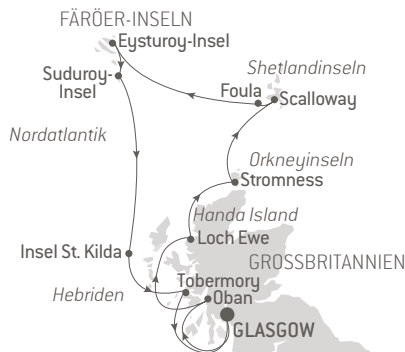 FÄRÖER-INSELN
Eysturoy-Insel
Suduroy-
Insel
Shetlandinseln
Foula
Scalloway
Nordatlantik
Orkneyinseln
Stromness
Handa Island
Loch Ewe
Insel St. Kilda
GROSSBRITANNIEN
Tobermory
Hebriden
Oban
GLASGOW